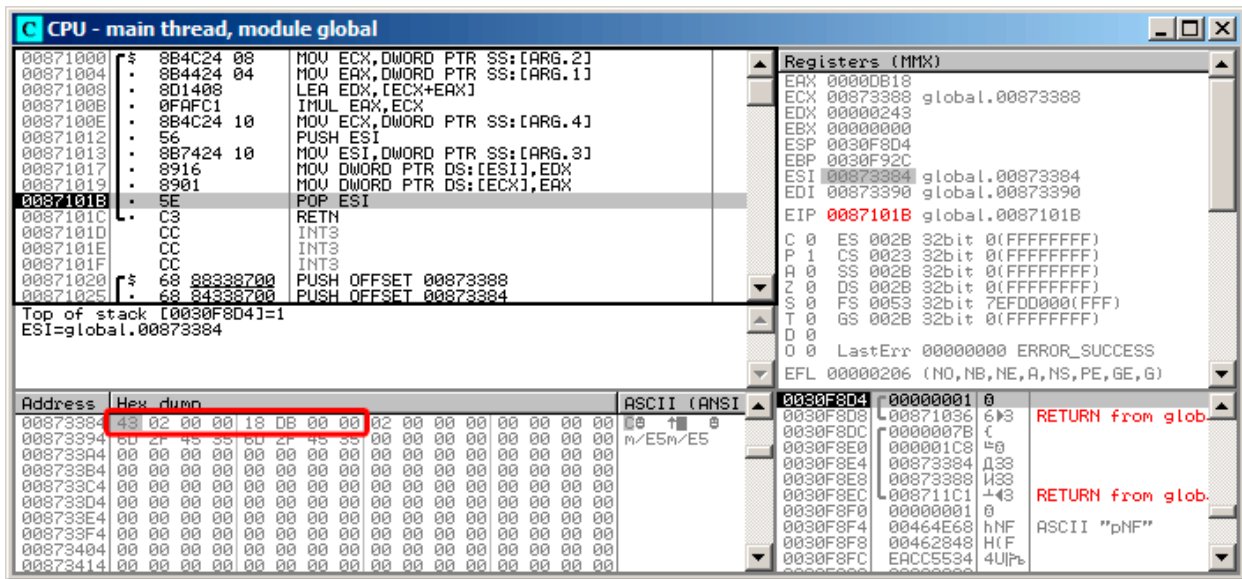 CPU - main thread, module global
00871000 $ 8B4C24 08 MOV ECX,DWORD PTR SS:[ARG.2]
00871004 · 8B4424 04 MOV EAX,DWORD PTR SS:[ARG.1]
00871008 · 8D1408 LEA EDX,[ECX+EAX]
0087100B · 0FAFC1 IMUL EAX,ECX
0087100E · 8B4C24 10 MOV ECX,DWORD PTR SS:[ARG.4]
00871012 · 56 PUSH ESI
00871013 · 8B7424 10 MOV ESI,DWORD PTR SS:[ARG.3]
00871017 · 8916 MOV DWORD PTR DS:[ESI],EDX
00871019 · 8901 MOV DWORD PTR DS:[ECX],EAX
0087101B · 5E POP ESI
0087101C · C3 RETN
0087101D CC INT3
0087101E CC INT3
0087101F CC INT3
00871020 $ 68 88338700 PUSH OFFSET 00873388
00871025 · 68 84338700 PUSH OFFSET 00873384
Top of stack [0030F8D4]=1
ESI=global.00873384
Registers (MMX)
EAX 0000DB18
ECX 00873388 global.00873388
EDX 00000243
EBX 00000000
ESP 0030F8D4
EBP 0030F92C
ESI 00873384 global.00873384
EDI 00873390 global.00873390
EIP 0087101B global.0087101B
C 0 ES 002B 32bit 0(FFFFFFFF)
P 1 CS 0023 32bit 0(FFFFFFFF)
A 0 SS 002B 32bit 0(FFFFFFFF)
Z 0 DS 002B 32bit 0(FFFFFFFF)
S 0 FS 0053 32bit 7EFDD000(FFF)
T 0 GS 002B 32bit 0(FFFFFFFF)
D 0
O 0 LastErr 00000000 ERROR_SUCCESS
EFL 00000206 (NO,NB,NE,A,NS,PE,GE,G)
Address Hex dump ASCII (ANSI
00873384 43 02 00 00 18 DB 00 00 02 00 00 00 00 00 00 00
00873394 6D 2F 45 35 6D 2F 45 35 00 00 00 00 00 00 00 00 m/E5m/E5
008733A4 00 00 00 00 00 00 00 00 00 00 00 00 00 00 00 00
008733B4 00 00 00 00 00 00 00 00 00 00 00 00 00 00 00 00
008733C4 00 00 00 00 00 00 00 00 00 00 00 00 00 00 00 00
008733D4 00 00 00 00 00 00 00 00 00 00 00 00 00 00 00 00
008733E4 00 00 00 00 00 00 00 00 00 00 00 00 00 00 00 00
008733F4 00 00 00 00 00 00 00 00 00 00 00 00 00 00 00 00
00873404 00 00 00 00 00 00 00 00 00 00 00 00 00 00 00 00
00873414 00 00 00 00 00 00 00 00 00 00 00 00 00 00 00 00
0030F8D4 00000001
0030F8D8 00871036 RETURN from glob
0030F8DC 0000007B {
0030F8E0 000001C8
0030F8E4 00873384 Д33
0030F8E8 00873388 И33
0030F8EC 008711C1 RETURN from glob
0030F8F0 00000001
0030F8F4 00464E68 hNF ASCII "pNF"
0030F8F8 00462848 H(F
0030F8FC EACC5534